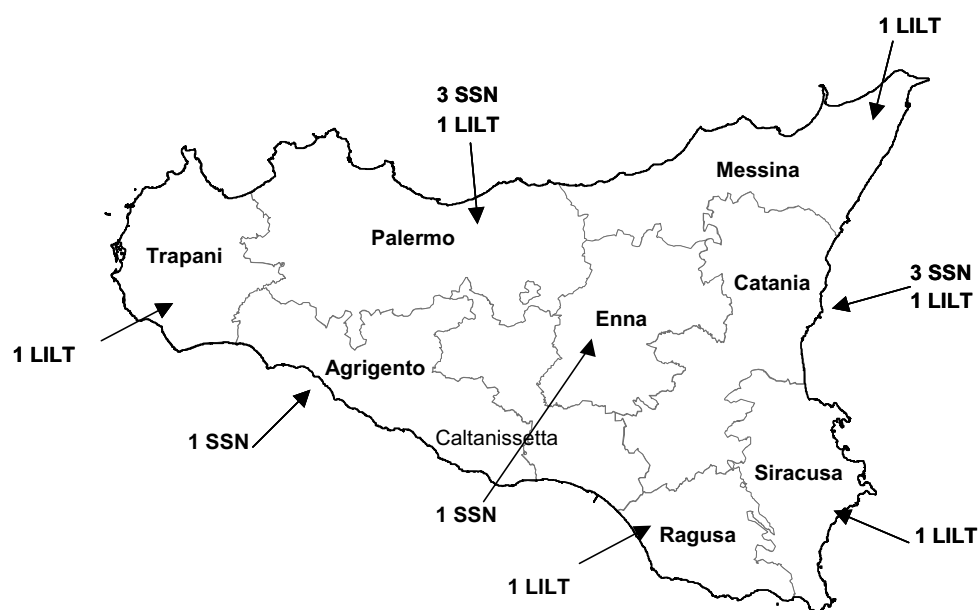 1 LILT
3 SSN
1 LILT
Messina
Palermo
Trapani
Catania
3 SSN
1 LILT
Enna
1 LILT
Agrigento
1 SSN
Caltanissetta
Siracusa
1 SSN
Ragusa
1 LILT
1 LILT